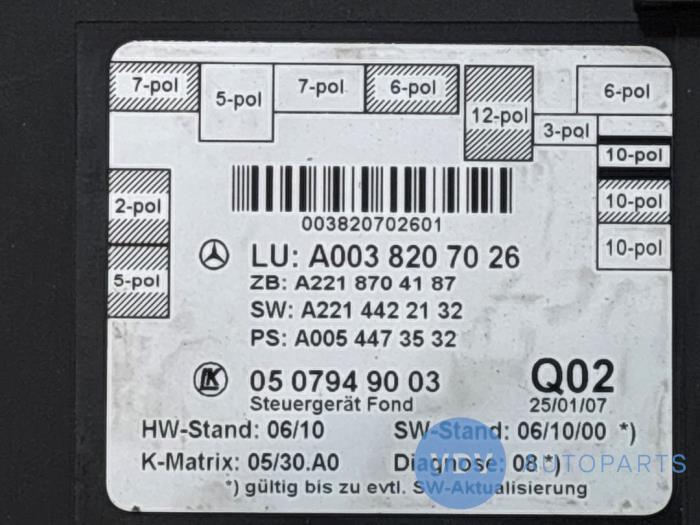 7-pol
5-pol
7-pol
6-pol
12-pol
3-pol
6-pol
10-pol
10-pol
10-pol
2-pol
5-pol
003820702601
LU: A003 820 70 26
ZB: A221 870 41 87
SW: A221 442 21 32
PS: A005 447 35 32
LK
05 0794 90 03
Q02
Steuergerät Fond
25/01/07
HW-Stand: 06/10
SW-Stand: 06/10/00 *)
K-Matrix: 05/30.A0
Diagnose: 08*)
VDV AUTOPARTS
*) gültig bis zu evtl. SW-Aktualisierung